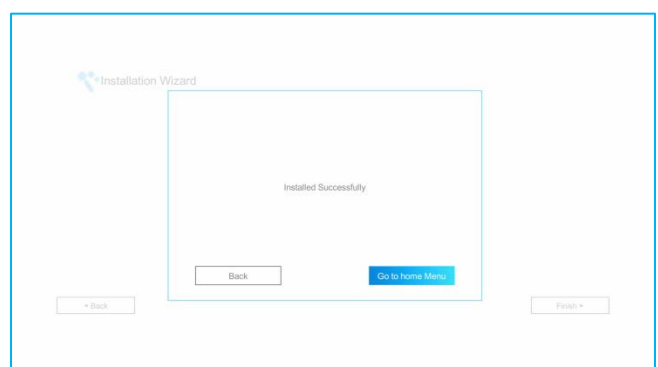 Installation Wizard
Installed Successfully
Back
Go to home Menu
Back
Finish